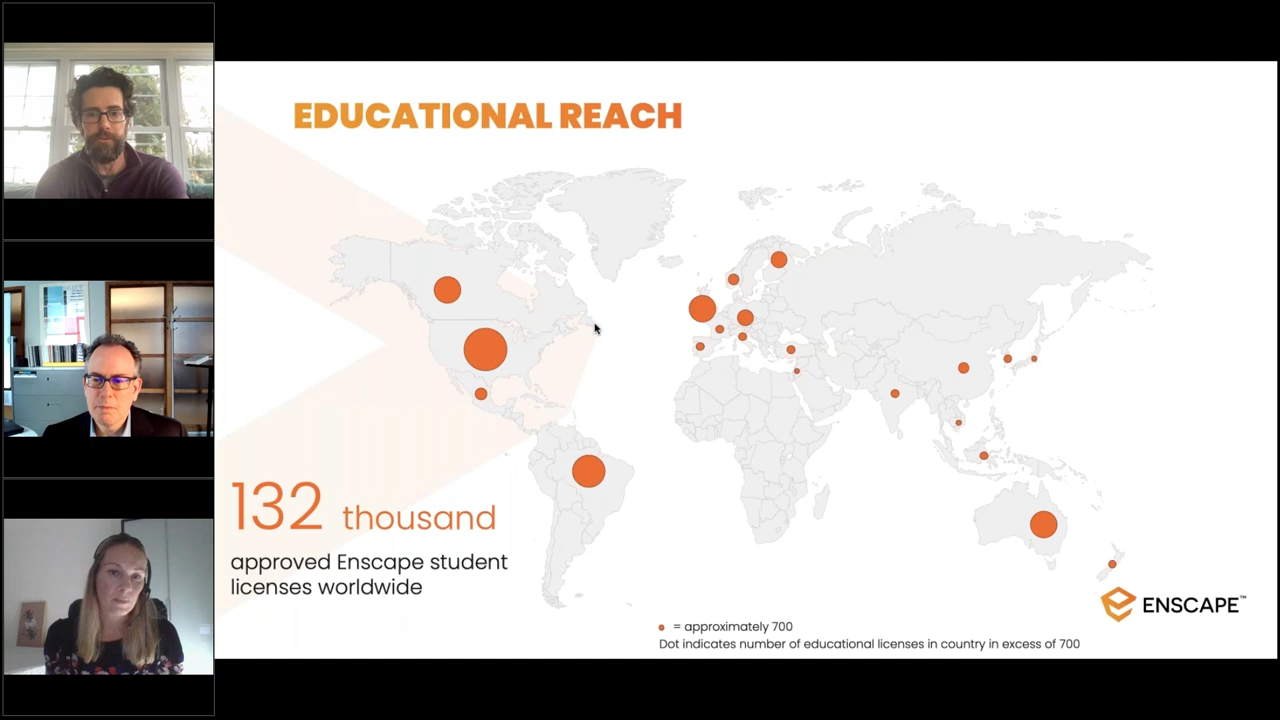 EDUCATIONAL REACH
132 thousand
approved Enscape student
licenses worldwide
= approximately 700
Dot indicates number of educational licenses in country in excess of 700
ENSCAPE™